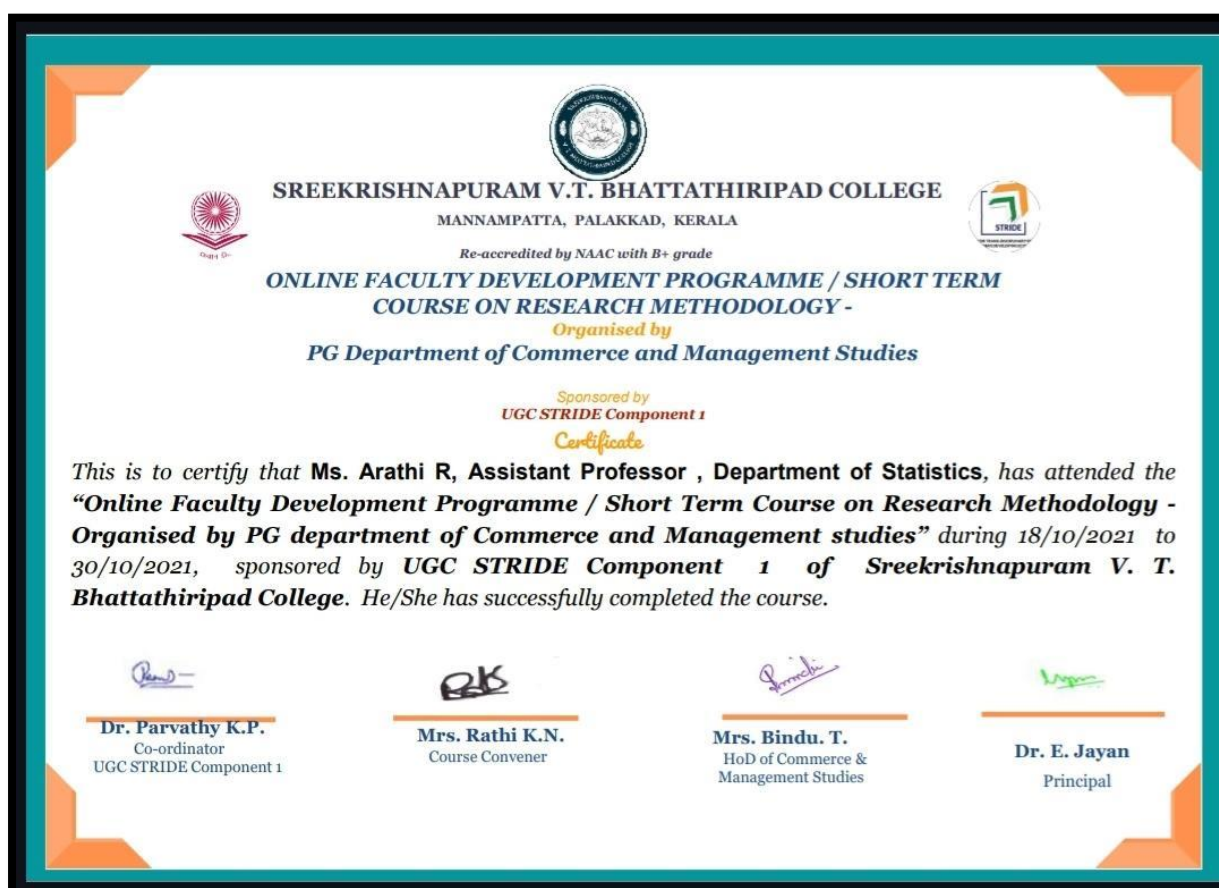 SREEKRISHNAPURAM V.T. BHATTATHIRIPAD COLLEGE
MANNAMPATTA, PALAKKAD, KERALA
STRIDE
Re-accredited by NAAC with B+ grade
ONLINE FACULTY DEVELOPMENT PROGRAMME / SHORT TERM
COURSE ON RESEARCH METHODOLOGY -
Organised by
PG Department of Commerce and Management Studies
Sponsored by
UGC STRIDE Component 1
Certificate
This is to certify that Ms. Arathi R, Assistant Professor , Department of Statistics, has attended the
“Online Faculty Development Programme / Short Term Course on Research Methodology -
Organised by PG department of Commerce and Management studies” during 18/10/2021 to
30/10/2021, sponsored by UGC STRIDE Component 1 of Sreekrishnapuram V. T.
Bhattathiripad College. He/She has successfully completed the course.
Dr. Parvathy K.P.
Co-ordinator
UGC STRIDE Component 1
Mrs. Rathi K.N.
Course Convener
Mrs. Bindu. T.
HoD of Commerce &
Management Studies
Dr. E. Jayan
Principal